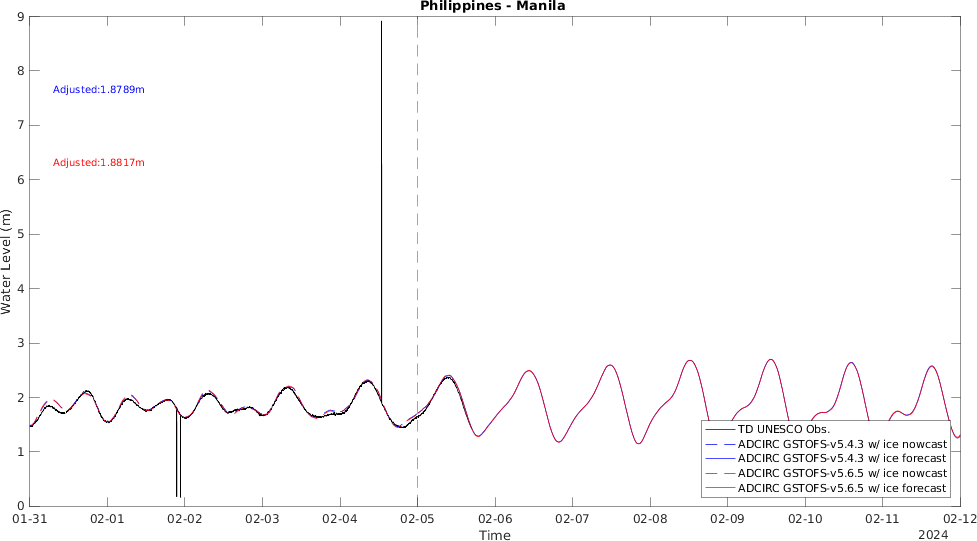 Philippines - Manila
9
8
7
6
5
4
3
2
1
0
Water Level (m)
Adjusted:1.8789m
Adjusted:1.8817m
TD UNESCO Obs.
ADCIRC GSTOFS-v5.4.3 w/ ice nowcast
ADCIRC GSTOFS-v5.4.3 w/ ice forecast
ADCIRC GSTOFS-v5.6.5 w/ ice nowcast
ADCIRC GSTOFS-v5.6.5 w/ ice forecast
01-31 02-01 02-02 02-03 02-04 02-05 02-06 02-07 02-08 02-09 02-10 02-11 02-12
Time
2024